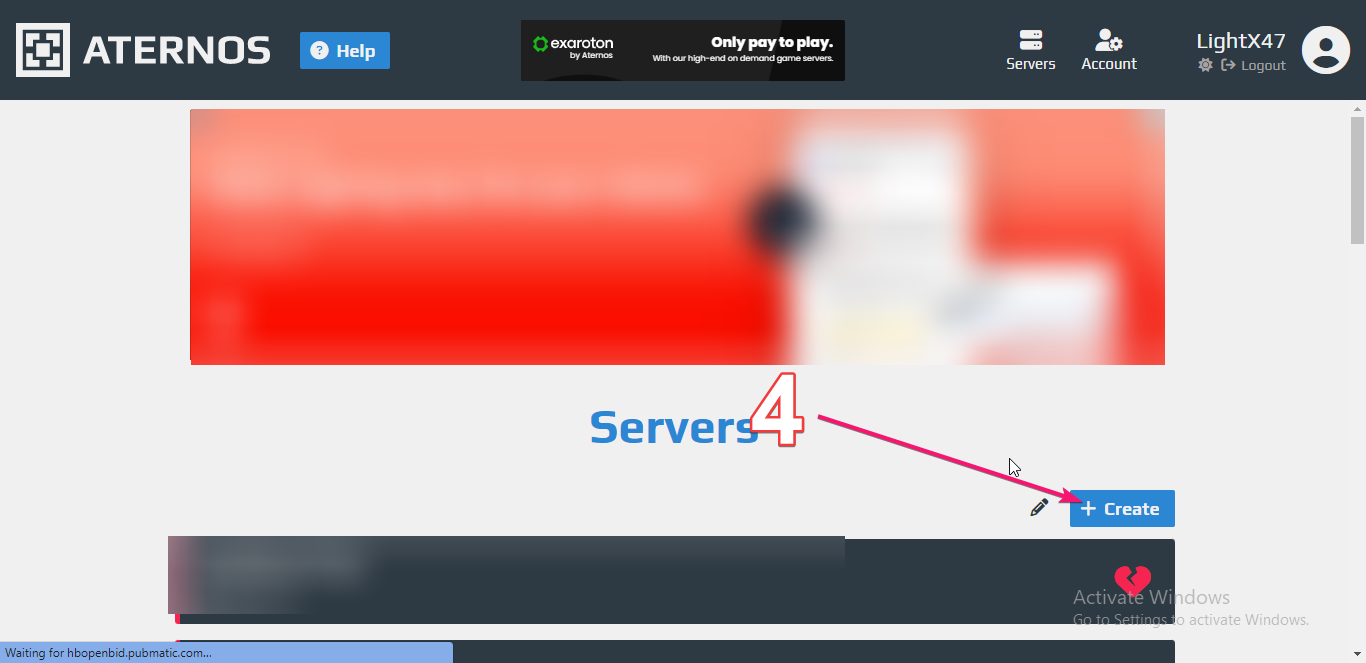 ATERNOS
? Help
exaroton
by Aternos
Only pay to play.
With our high-end on demand game servers.
Servers
Account
LightX47
Logout
Servers
4
+ Create
Activate Windows
Go to Settings to activate Windows.
Waiting for hbopenbid.pubmatic.com...